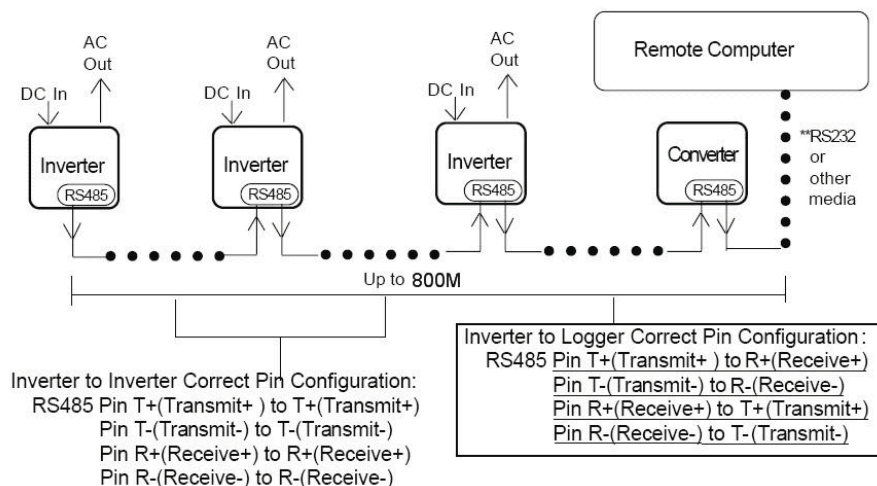 AC
Out
DC In
Inverter
RS485
AC
Out
DC In
Inverter
RS485
AC
Out
DC In
Inverter
RS485
Remote Computer
**RS232
or
other
media
Converter
RS485
Up to 800M
Inverter to Inverter Correct Pin Configuration:
RS485 Pin T+(Transmit+ ) to T+(Transmit+)
Pin T-(Transmit-) to T-(Transmit-)
Pin R+(Receive+) to R+(Receive+)
Pin R-(Receive-) to R-(Receive-)
Inverter to Logger Correct Pin Configuration :
RS485 Pin T+(Transmit+ ) to R+(Receive+)
Pin T-(Transmit-) to R-(Receive-)
Pin R+(Receive+) to T+(Transmit+)
Pin R-(Receive-) to T-(Transmit-)